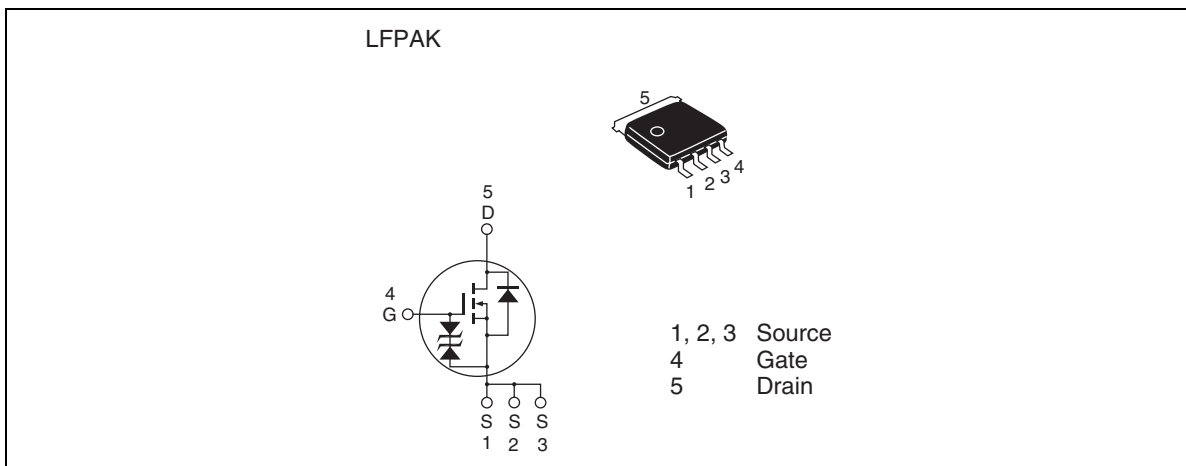 LFPAK
5
1 2 3 4
5
D
4
G
S S S
1 2 3
1, 2, 3 Source
4 Gate
5 Drain